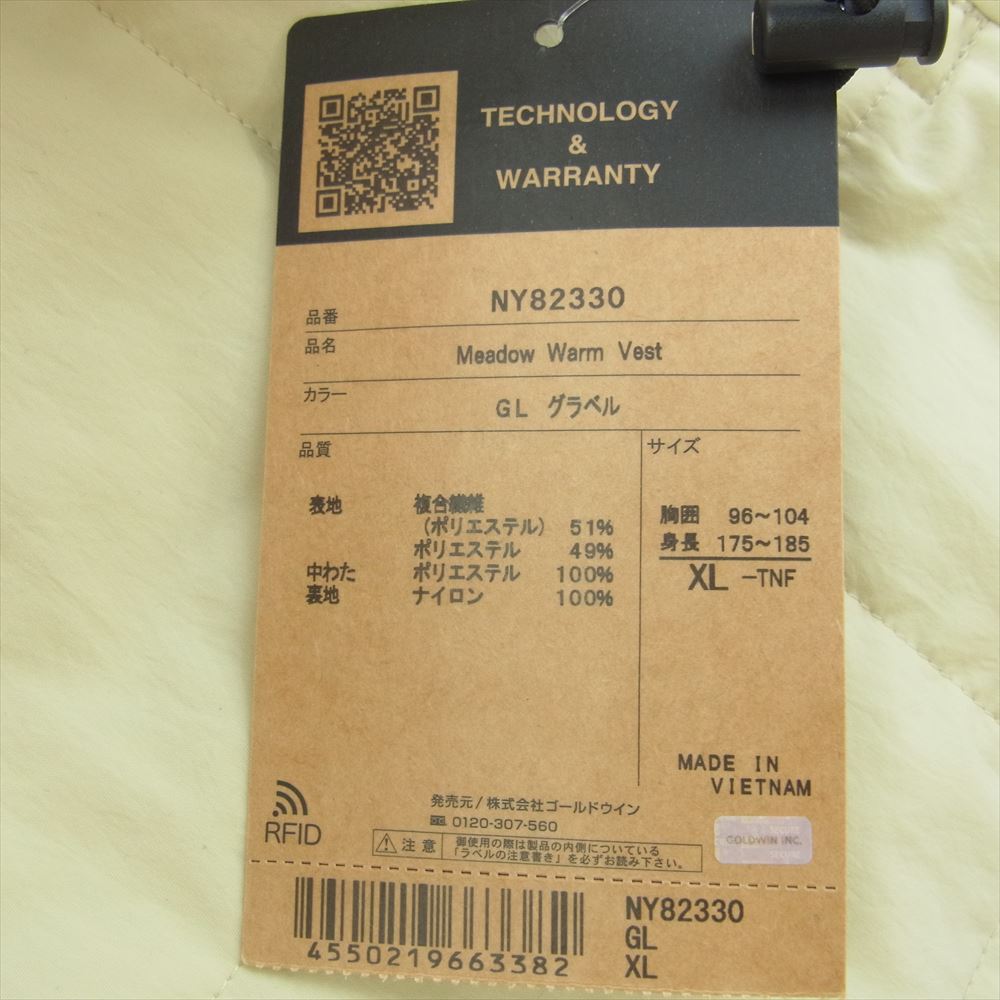 TECHNOLOGY
&
WARRANTY
品番 NY82330
品名 Meadow Warm Vest
カラー GL グラベル
品質
表地 複合繊維
(ポリエステル) 51%
ポリエステル 49%
中わた ポリエステル 100%
裏地 ナイロン 100%
サイズ
胸囲 96~104
身長 175~185
XL -TNF
MADE IN
VIETNAM
RFID
発売元/株式会社ゴールドウイン
0120-307-560
注意 御使用の際は製品の内側についている
「ラベルの注意書き」を必ずお読み下さい。
SECURE
GOLDWIN INC.
SECURE
4550219663382
NY82330
GL
XL